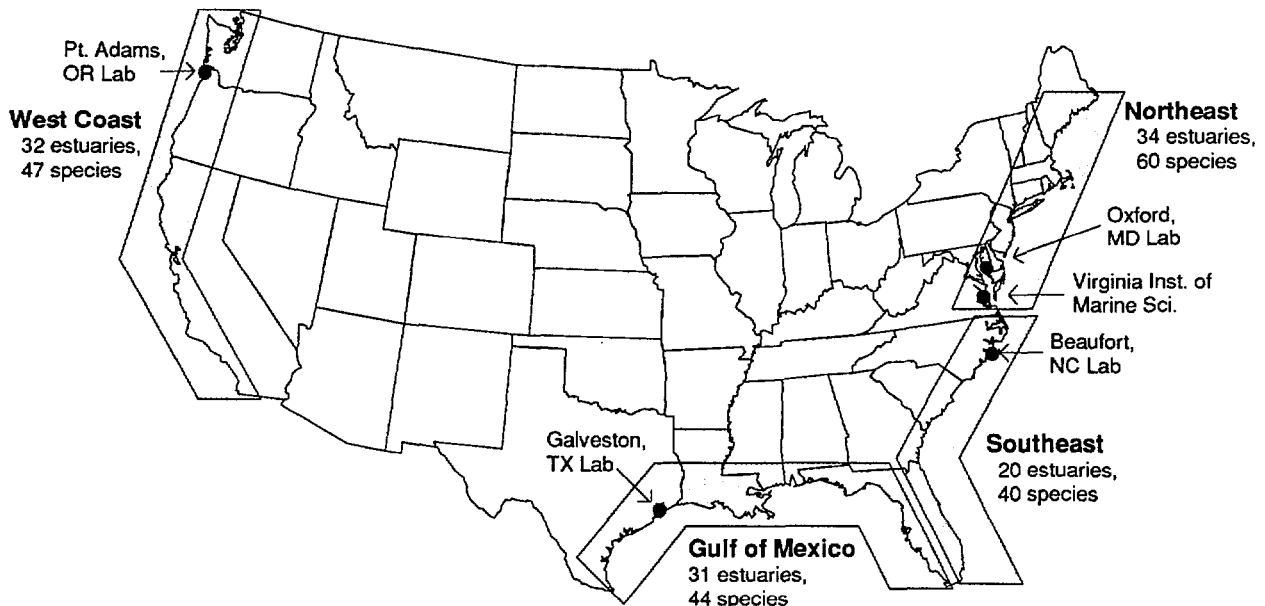 Pt. Adams,
OR Lab
West Coast
32 estuaries,
47 species
Northeast
34 estuaries,
60 species
Oxford,
MD Lab
Virginia Inst. of
Marine Sci.
Beaufort,
NC Lab
Southeast
20 estuaries,
40 species
Galveston,
TX Lab
Gulf of Mexico
31 estuaries,
44 species